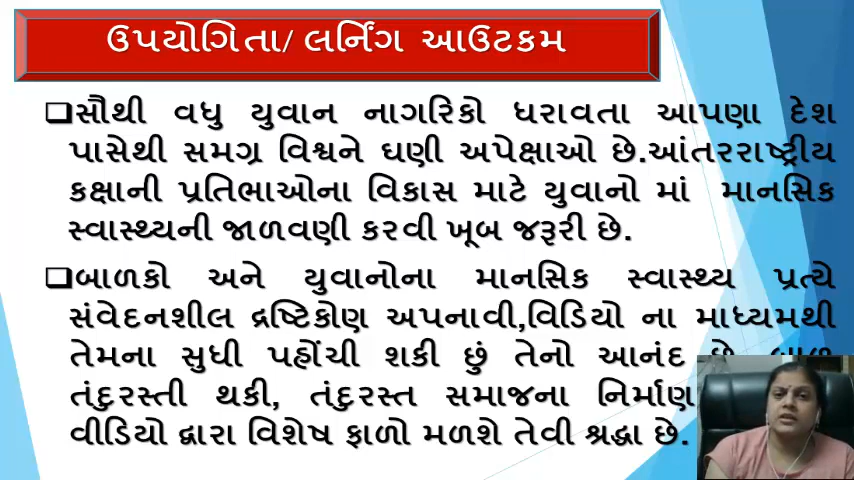 ઉપયોગિતા/ લર્નિંગ આઉટકમ
સૌથી વધુ યુવાન નાગરિકો ધરાવતા આપણા દેશ
પાસેથી સમગ્ર વિશ્વને ઘણી અપેક્ષાઓ છે.આંતરરાષ્ટ્રીય
કક્ષાની પ્રતિભાઓના વિકાસ માટે યુવાનો માં માનસિક
સ્વાસ્થ્યની જાળવણી કરવી ખૂબ જરૂરી છે.
બાળકો અને યુવાનોના માનસિક સ્વાસ્થ્ય પ્રત્યે
સંવેદનશીલ દ્રષ્ટિકોણ અપનાવી,વિડિયો ના માધ્યમથી
તેમના સુધી પહોંચી શકી છું તેનો આનંદ છે.
તંદુરસ્તી થકી, તંદુરસ્ત સમાજના નિર્માણ
વીડિયો દ્વારા વિશેષ ફાળો મળશે તેવી શ્રદ્ધા છે.